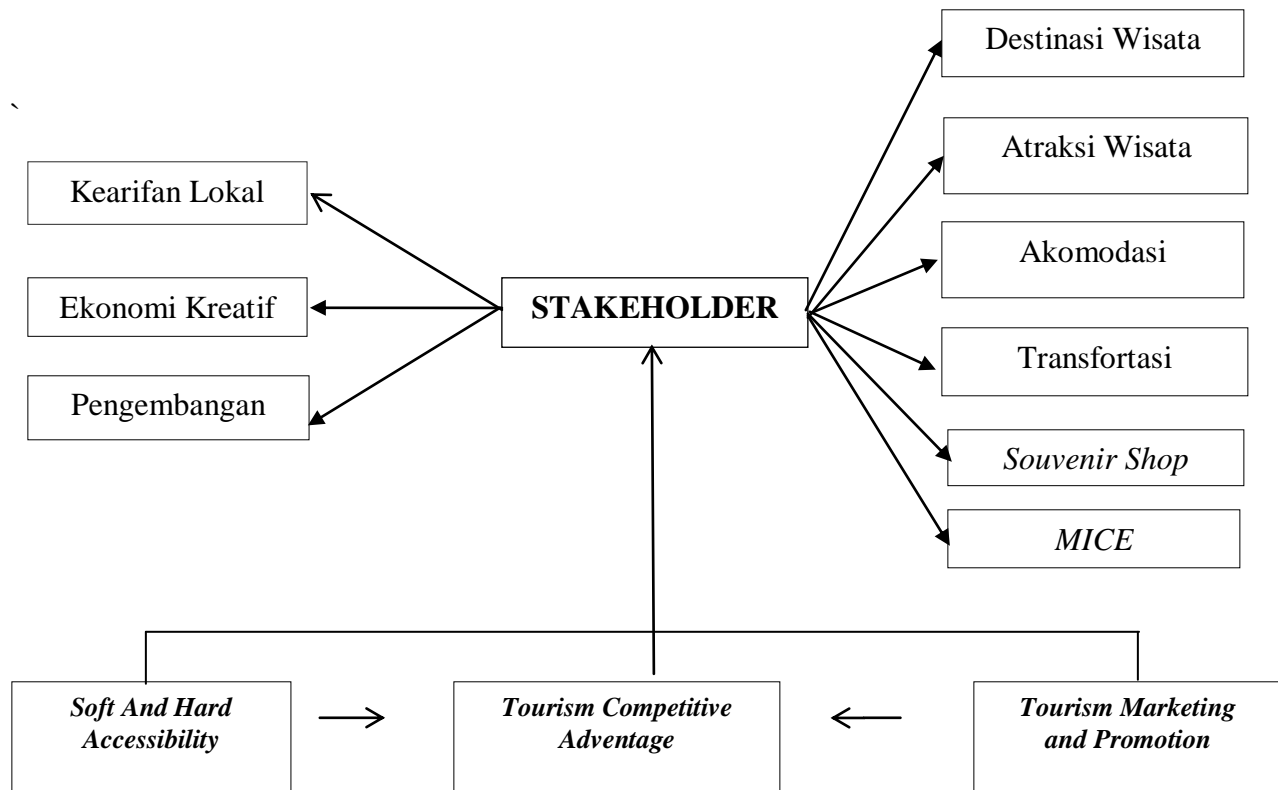 Destinasi Wisata
`
Atraksi Wisata
Kearifan Lokal
Akomodasi
Ekonomi Kreatif
STAKEHOLDER
Transfortasi
Pengembangan
Souvenir Shop
MICE
Soft And Hard
Accessibility
Tourism Competitive
Adventage
Tourism Marketing
and Promotion